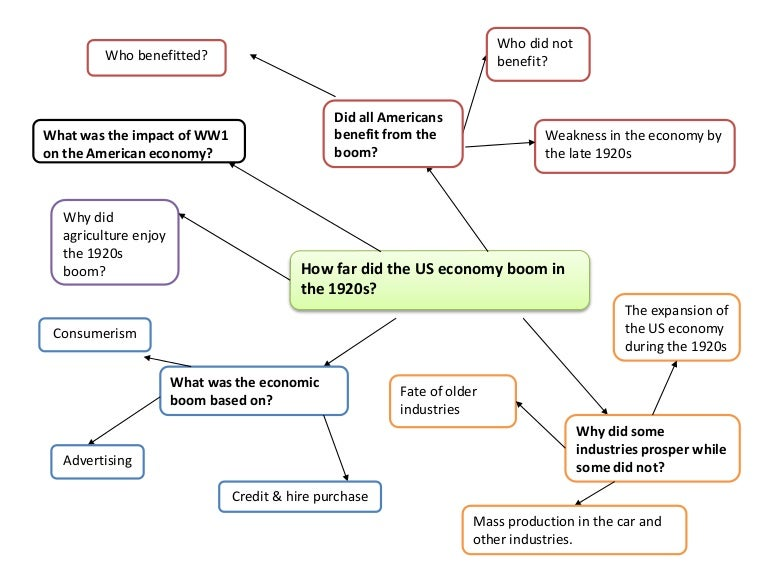 Who benefitted?
Who did not
benefit?
Did all Americans
benefit from the
boom?
What was the impact of WW1
on the American economy?
Weakness in the economy by
the late 1920s
Why did
agriculture enjoy
the 1920s
boom?
How far did the US economy boom in
the 1920s?
The expansion of
the US economy
during the 1920s
Consumerism
What was the economic
boom based on?
Fate of older
industries
Why did some
industries prosper while
some did not?
Advertising
Credit & hire purchase
Mass production in the car and
other industries.